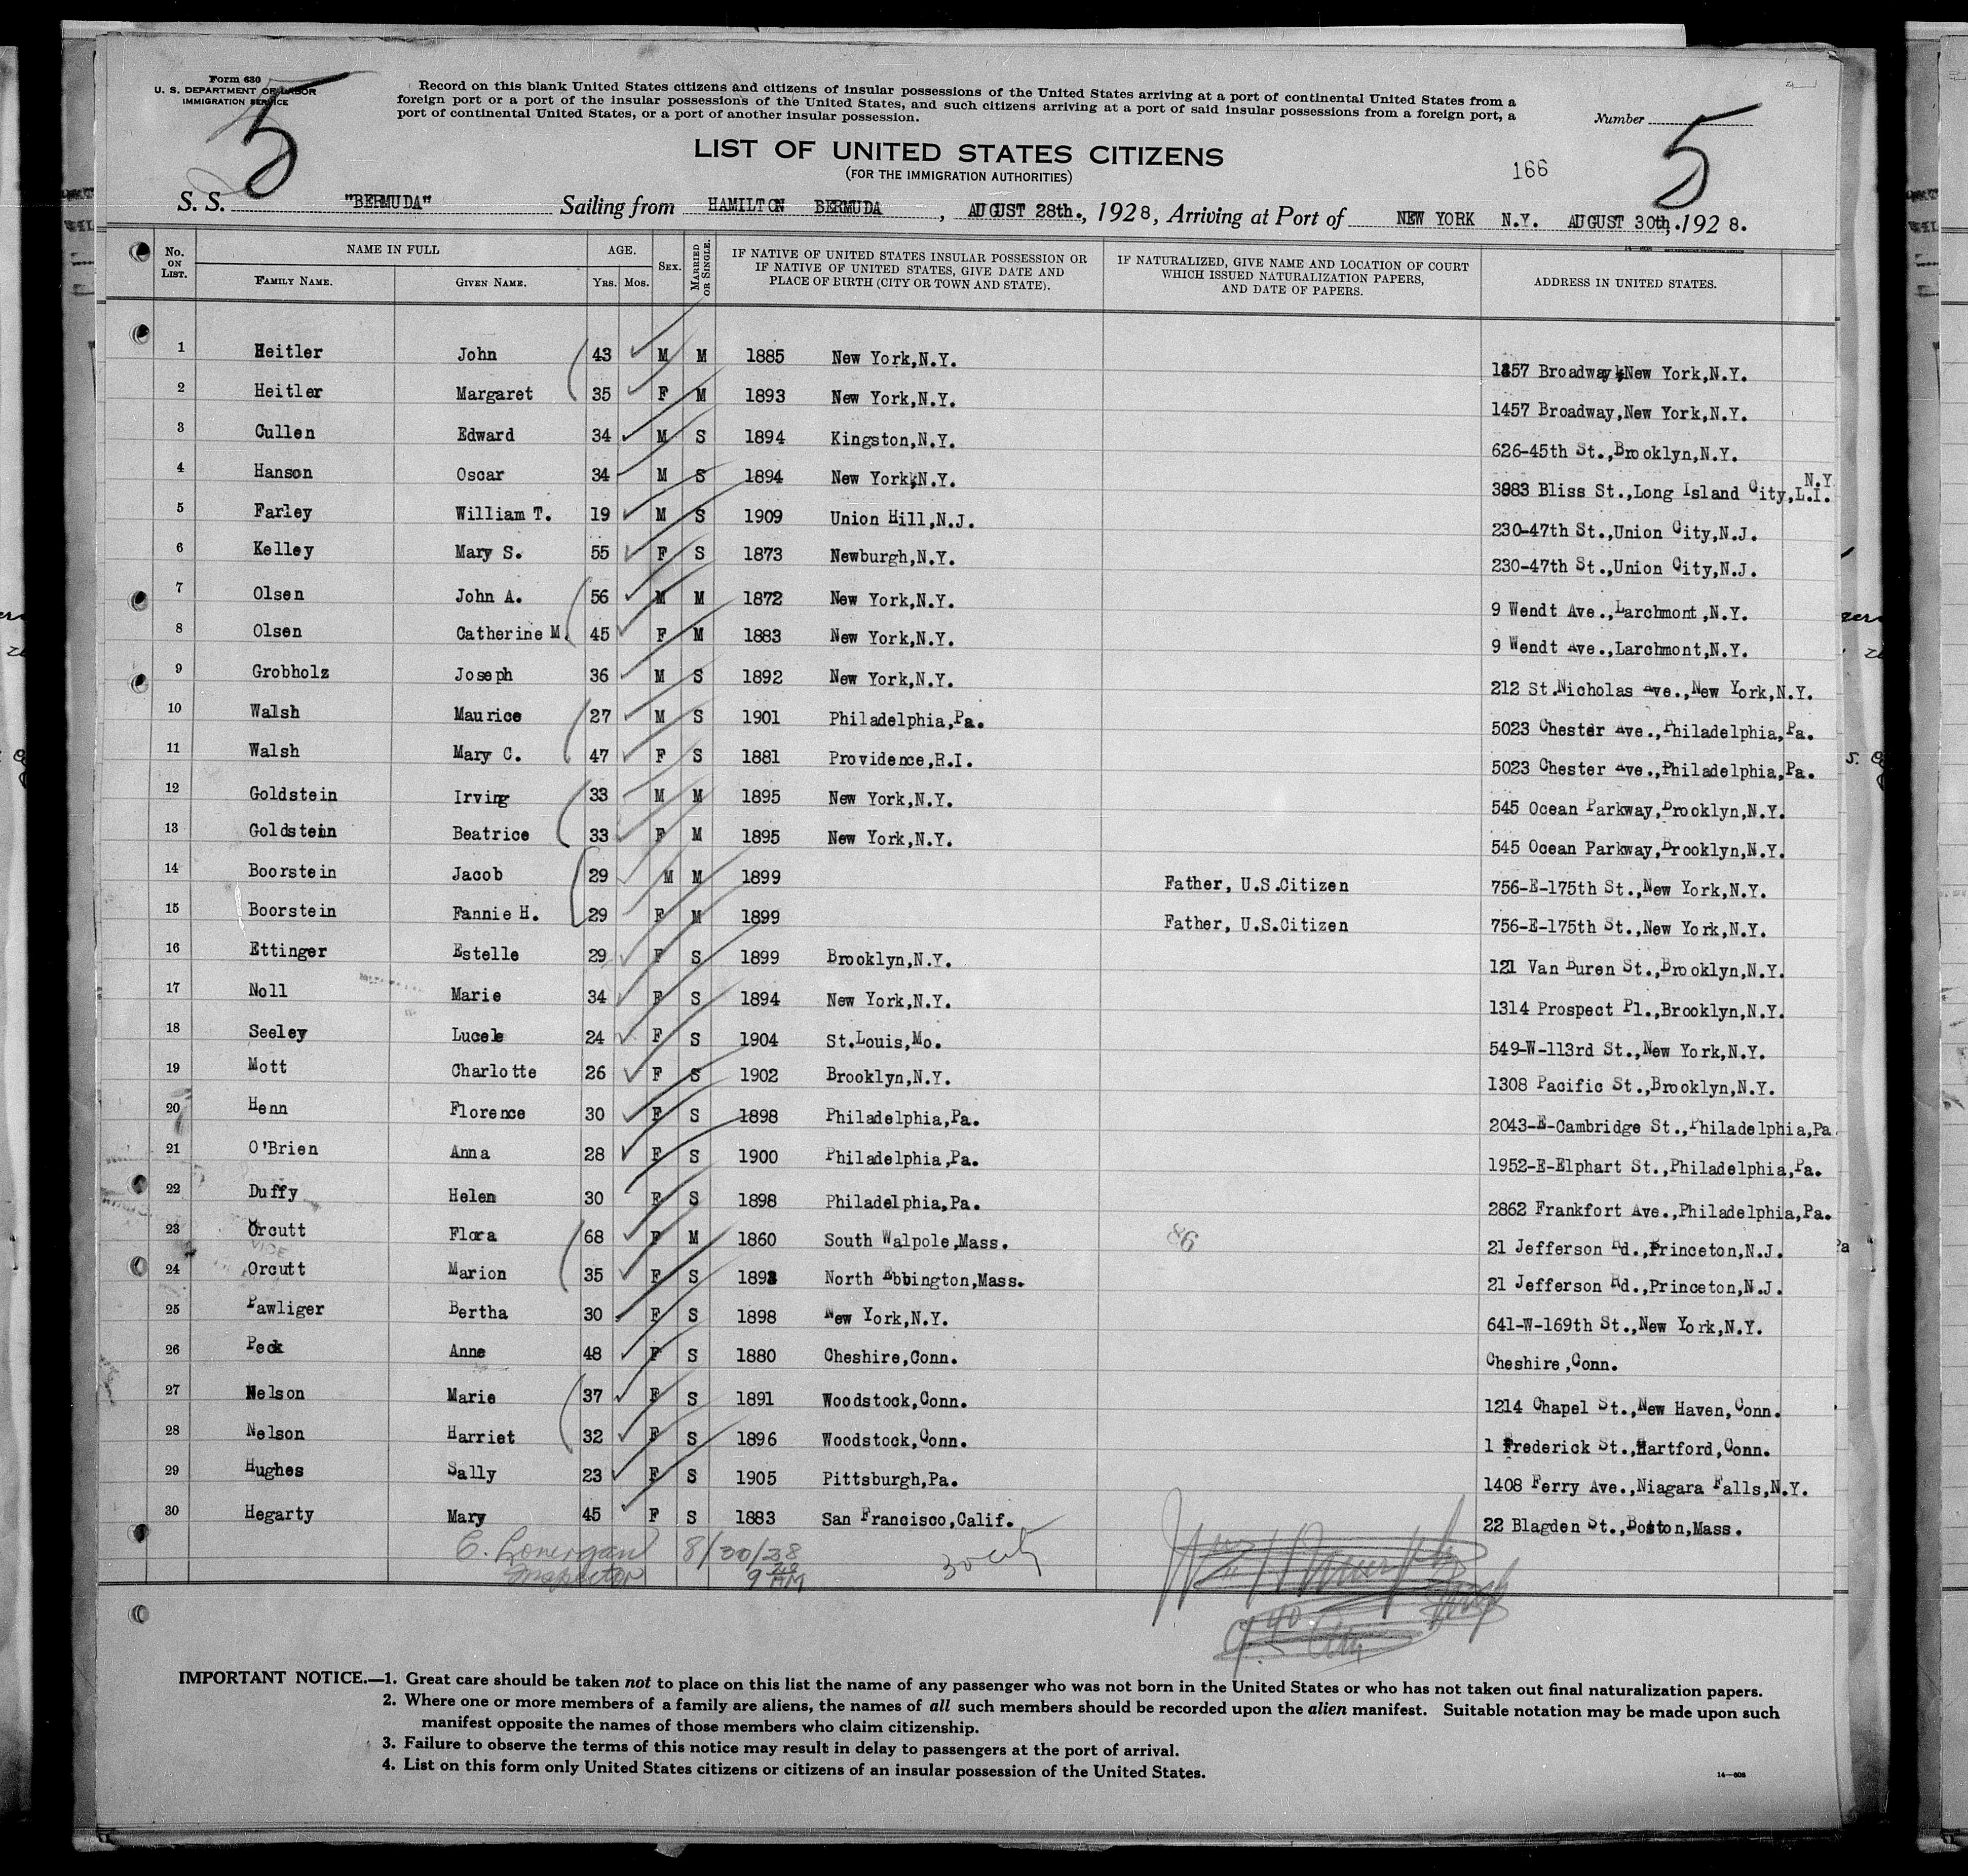 Form 630
U. S. DEPARTMENT OF LABOR
IMMIGRATION SERVICE
5
Record on this blank United States citizens and citizens of insular possessions of the United States arriving at a port of continental United States from a
foreign port or a port of the insular possessions of the United States, and such citizens arriving at a port of said insular possessions from a foreign port, a
port of continental United States, or a port of another insular possession.
Number
5
LIST OF UNITED STATES CITIZENS
(FOR THE IMMIGRATION AUTHORITIES)
166
S. S. "BERMUDA" Sailing from HAMILTON BERMUDA, AUGUST 28th., 1928, Arriving at Port of NEW YORK N.Y. AUGUST 30th, 1928.
No. ON LIST. NAME IN FULL FAMILY NAME. GIVEN NAME. AGE. Yrs. Mos. SEX. MARRIED OR SINGLE. IF NATIVE OF UNITED STATES INSULAR POSSESSION OR IF NATIVE OF UNITED STATES, GIVE DATE AND PLACE OF BIRTH (CITY OR TOWN AND STATE). IF NATURALIZED, GIVE NAME AND LOCATION OF COURT WHICH ISSUED NATURALIZATION PAPERS, AND DATE OF PAPERS. ADDRESS IN UNITED STATES.
1 Heitler John 43 M M 1885 New York,N.Y. 1457 Broadway,New York,N.Y.
2 Heitler Margaret 35 F M 1893 New York,N.Y. 1457 Broadway,New York,N.Y.
3 Cullen Edward 34 M S 1894 Kingston,N.Y. 626-45th St.,Brooklyn,N.Y.
4 Hanson Oscar 34 M S 1894 New York,N.Y. 3983 Bliss St.,Long Island City,L.I. N.Y.
5 Farley William T. 19 M S 1909 Union Hill,N.J. 230-47th St.,Union City,N.J.
6 Kelley Mary S. 55 F S 1873 Newburgh,N.Y. 230-47th St.,Union City,N.J.
7 Olsen John A. 56 M M 1872 New York,N.Y. 9 Wendt Ave.,Larchmont,N.Y.
8 Olsen Catherine M. 45 F M 1883 New York,N.Y. 9 Wendt Ave.,Larchmont,N.Y.
9 Grobholz Joseph 36 M S 1892 New York,N.Y. 212 St.Nicholas Ave.,New York,N.Y.
10 Walsh Maurice 27 M S 1901 Philadelphia,Pa. 5023 Chester Ave.,Philadelphia,Pa.
11 Walsh Mary C. 47 F S 1881 Providence,R.I. 5023 Chester Ave.,Philadelphia,Pa.
12 Goldstein Irving 33 M M 1895 New York,N.Y. 545 Ocean Parkway,Brooklyn,N.Y.
13 Goldstein Beatrice 33 F M 1895 New York,N.Y. 545 Ocean Parkway,Brooklyn,N.Y.
14 Boorstein Jacob 29 M M 1899 Father, U.S.Citizen 756-E-175th St.,New York,N.Y.
15 Boorstein Fannie H. 29 F M 1899 Father, U.S.Citizen 756-E-175th St.,New York,N.Y.
16 Ettinger Estelle 29 F S 1899 Brooklyn,N.Y. 121 Van Buren St.,Brooklyn,N.Y.
17 Noll Marie 34 F S 1894 New York,N.Y. 1314 Prospect Pl.,Brooklyn,N.Y.
18 Seeley Lucele 24 F S 1904 St.Louis,Mo. 549-W-113rd St.,New York,N.Y.
19 Mott Charlotte 26 F S 1902 Brooklyn,N.Y. 1308 Pacific St.,Brooklyn,N.Y.
20 Henn Florence 30 F S 1898 Philadelphia,Pa. 2043-E-Cambridge St.,Philadelphia,Pa
21 O'Brien Anna 28 F S 1900 Philadelphia,Pa. 1952-E-Elphart St.,Philadelphia,Pa.
22 Duffy Helen 30 F S 1898 Philadelphia,Pa. 2862 Frankfort Ave.,Philadelphia,Pa.
23 Orcutt Flora 68 F M 1860 South Walpole,Mass. 21 Jefferson Rd.,Princeton,N.J.
24 Orcutt Marion 35 F S 1893 North Ebbington,Mass. 21 Jefferson Rd.,Princeton,N.J.
25 Pawliger Bertha 30 F S 1898 New York,N.Y. 641-W-169th St.,New York,N.Y.
26 Peck Anne 48 F S 1880 Cheshire,Conn. Cheshire,Conn.
27 Nelson Marie 37 F S 1891 Woodstock,Conn. 1214 Chapel St.,New Haven,Conn.
28 Nelson Harriet 32 F S 1896 Woodstock,Conn. 1 Frederick St.,Hartford,Conn.
29 Hughes Sally 23 F S 1905 Pittsburgh,Pa. 1408 Ferry Ave.,Niagara Falls,N.Y.
30 Hegarty Mary 45 F S 1883 San Francisco,Calif. 22 Blagden St.,Boston,Mass.
C. Lonergan 8/30/28
Inspector 9 20 AM
IMPORTANT NOTICE.—1. Great care should be taken not to place on this list the name of any passenger who was not born in the United States or who has not taken out final naturalization papers.
2. Where one or more members of a family are aliens, the names of all such members should be recorded upon the alien manifest. Suitable notation may be made upon such
manifest opposite the names of those members who claim citizenship.
3. Failure to observe the terms of this notice may result in delay to passengers at the port of arrival.
4. List on this form only United States citizens or citizens of an insular possession of the United States.